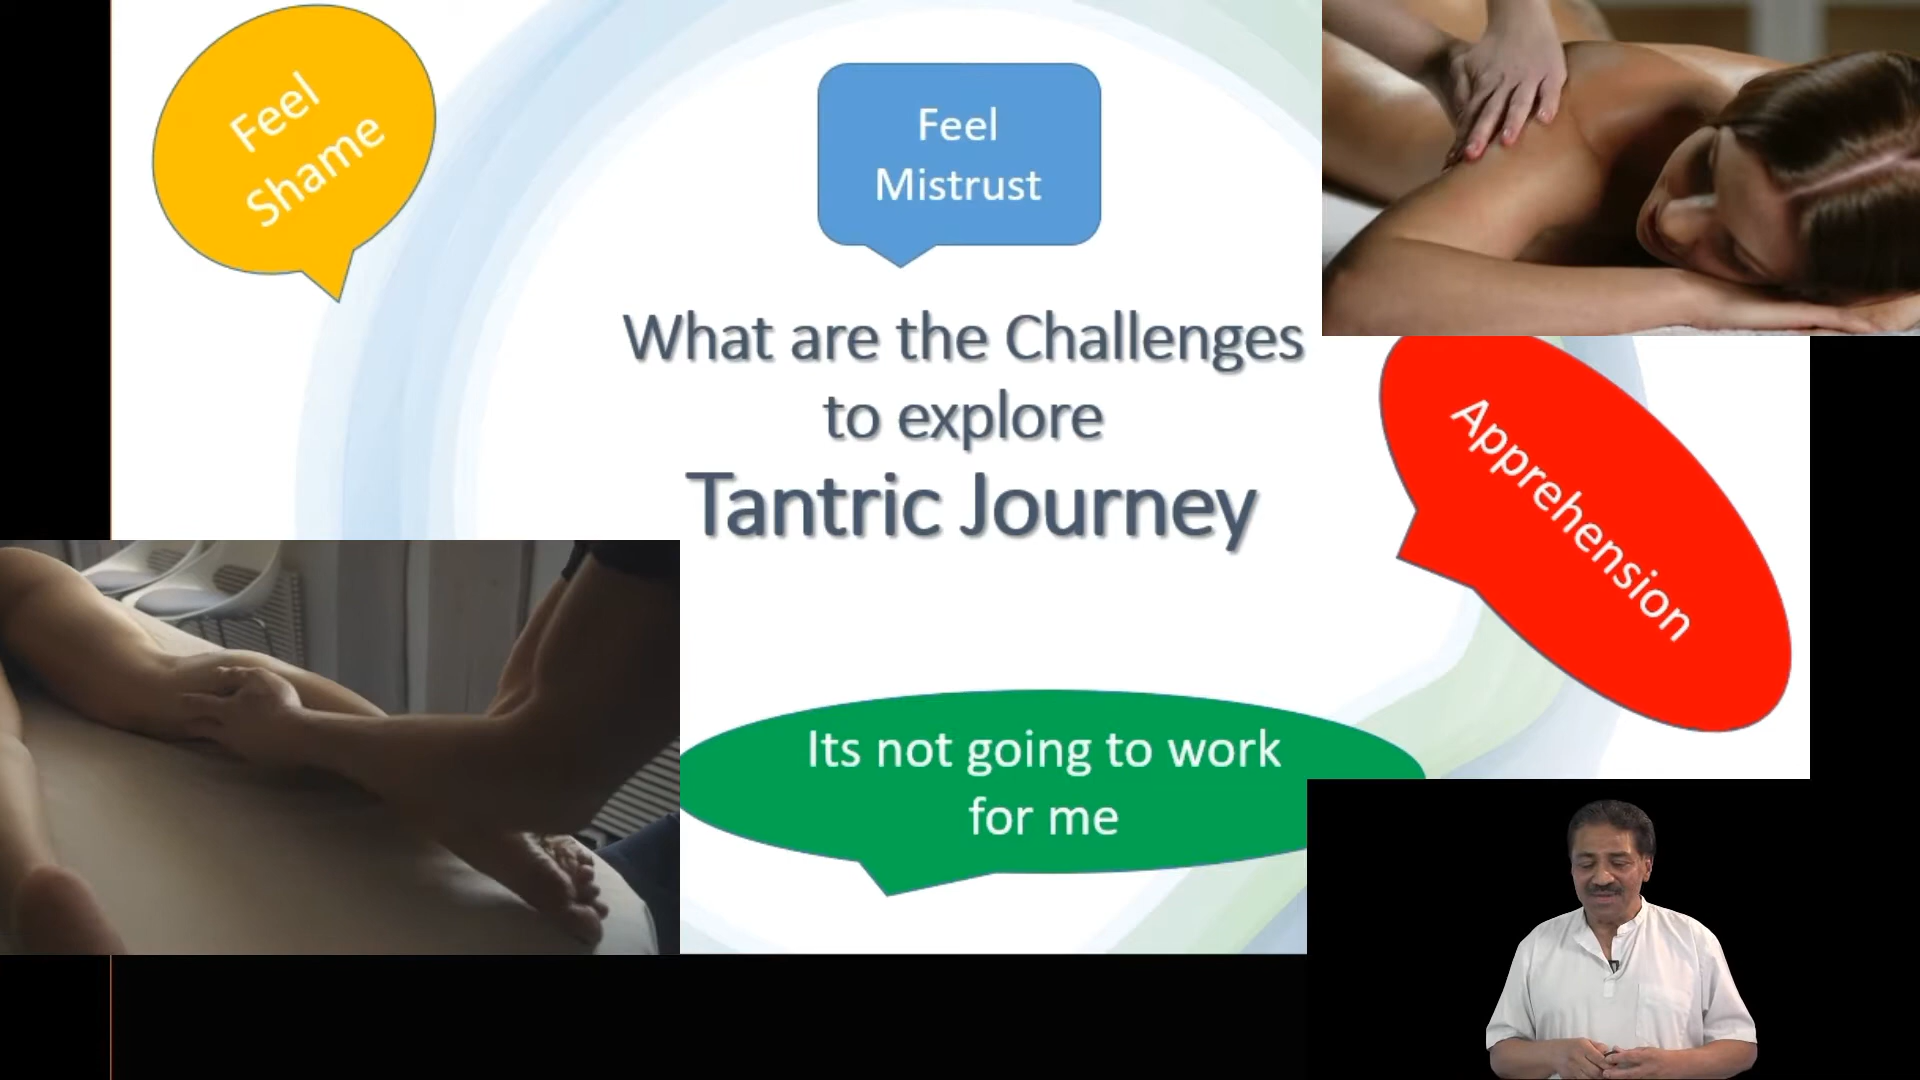 Feel
Shame
Feel
Mistrust
What are the Challenges
to explore
Tantric Journey
Apprehension
Its not going to work
for me